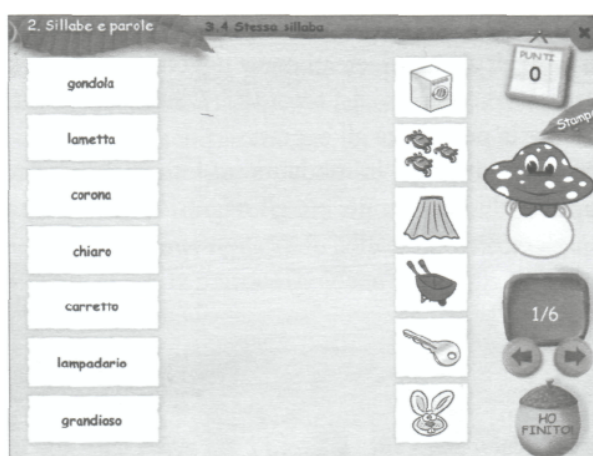 2. Sillabe e parole
3.4 Stessa sillaba
PUNTI
0
Stampa
gondola
lametta
corona
chiaro
carretto
lampadario
grandioso
1/6
HO
FINITO!